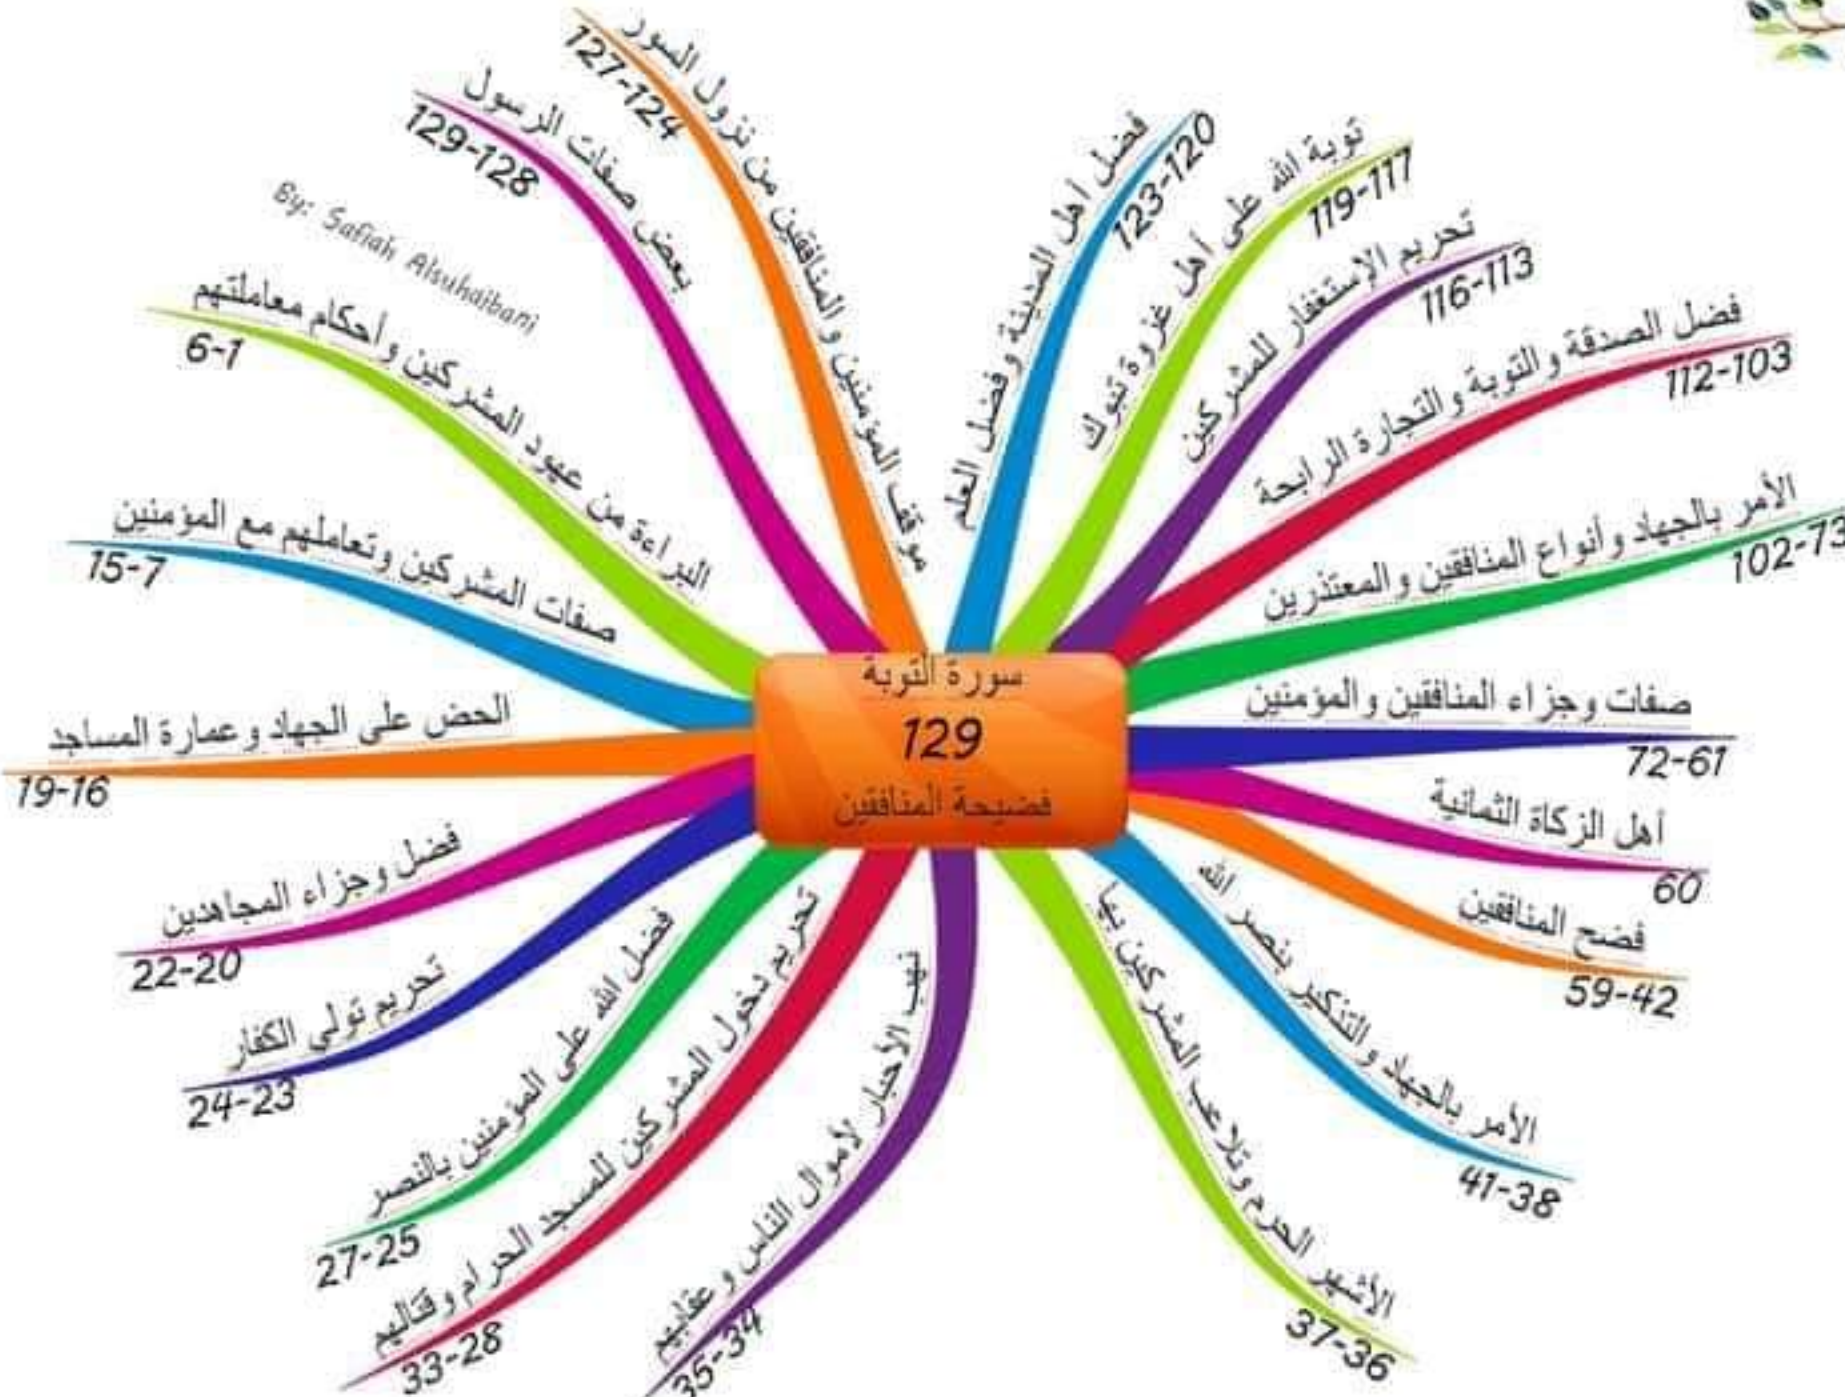 سورة التوبة
129
فضيحة المنافقين
By: Safiah Alsuhaibani
البراءة من عهود المشركين وأحكام معاملتهم
6-1
صفات المشركين وتعاملهم مع المؤمنين
15-7
الحض على الجهاد وعمارة المساجد
19-16
فضل وجزاء المجاهدين
22-20
تحريم تولي الكفار
24-23
فضل الله على المؤمنين بالنصر
27-25
تحريم دخول المشركين للمسجد الحرام وقتالهم
33-28
نهب الأحبار لأموال الناس وعقابهم
35-34
الأشهر الحرم وتلاعب المشركين بها
37-36
الأمر بالجهاد والتذكير بنصر الله
41-38
فضح المنافقين
59-42
أهل الزكاة الثمانية
60
صفات وجزاء المنافقين والمؤمنين
72-61
الأمر بالجهاد وأنواع المنافقين والمعتذرين
102-73
فضل الصدقة والتوبة والتجارة الرابحة
112-103
تحريم الإستغفار للمشركين
116-113
توبة الله على أهل غزوة تبوك
119-117
فضل أهل المدينة وفضل العلم
123-120
موقف المؤمنين والمنافقين من نزول السور
127-124
بعض صفات الرسول
129-128